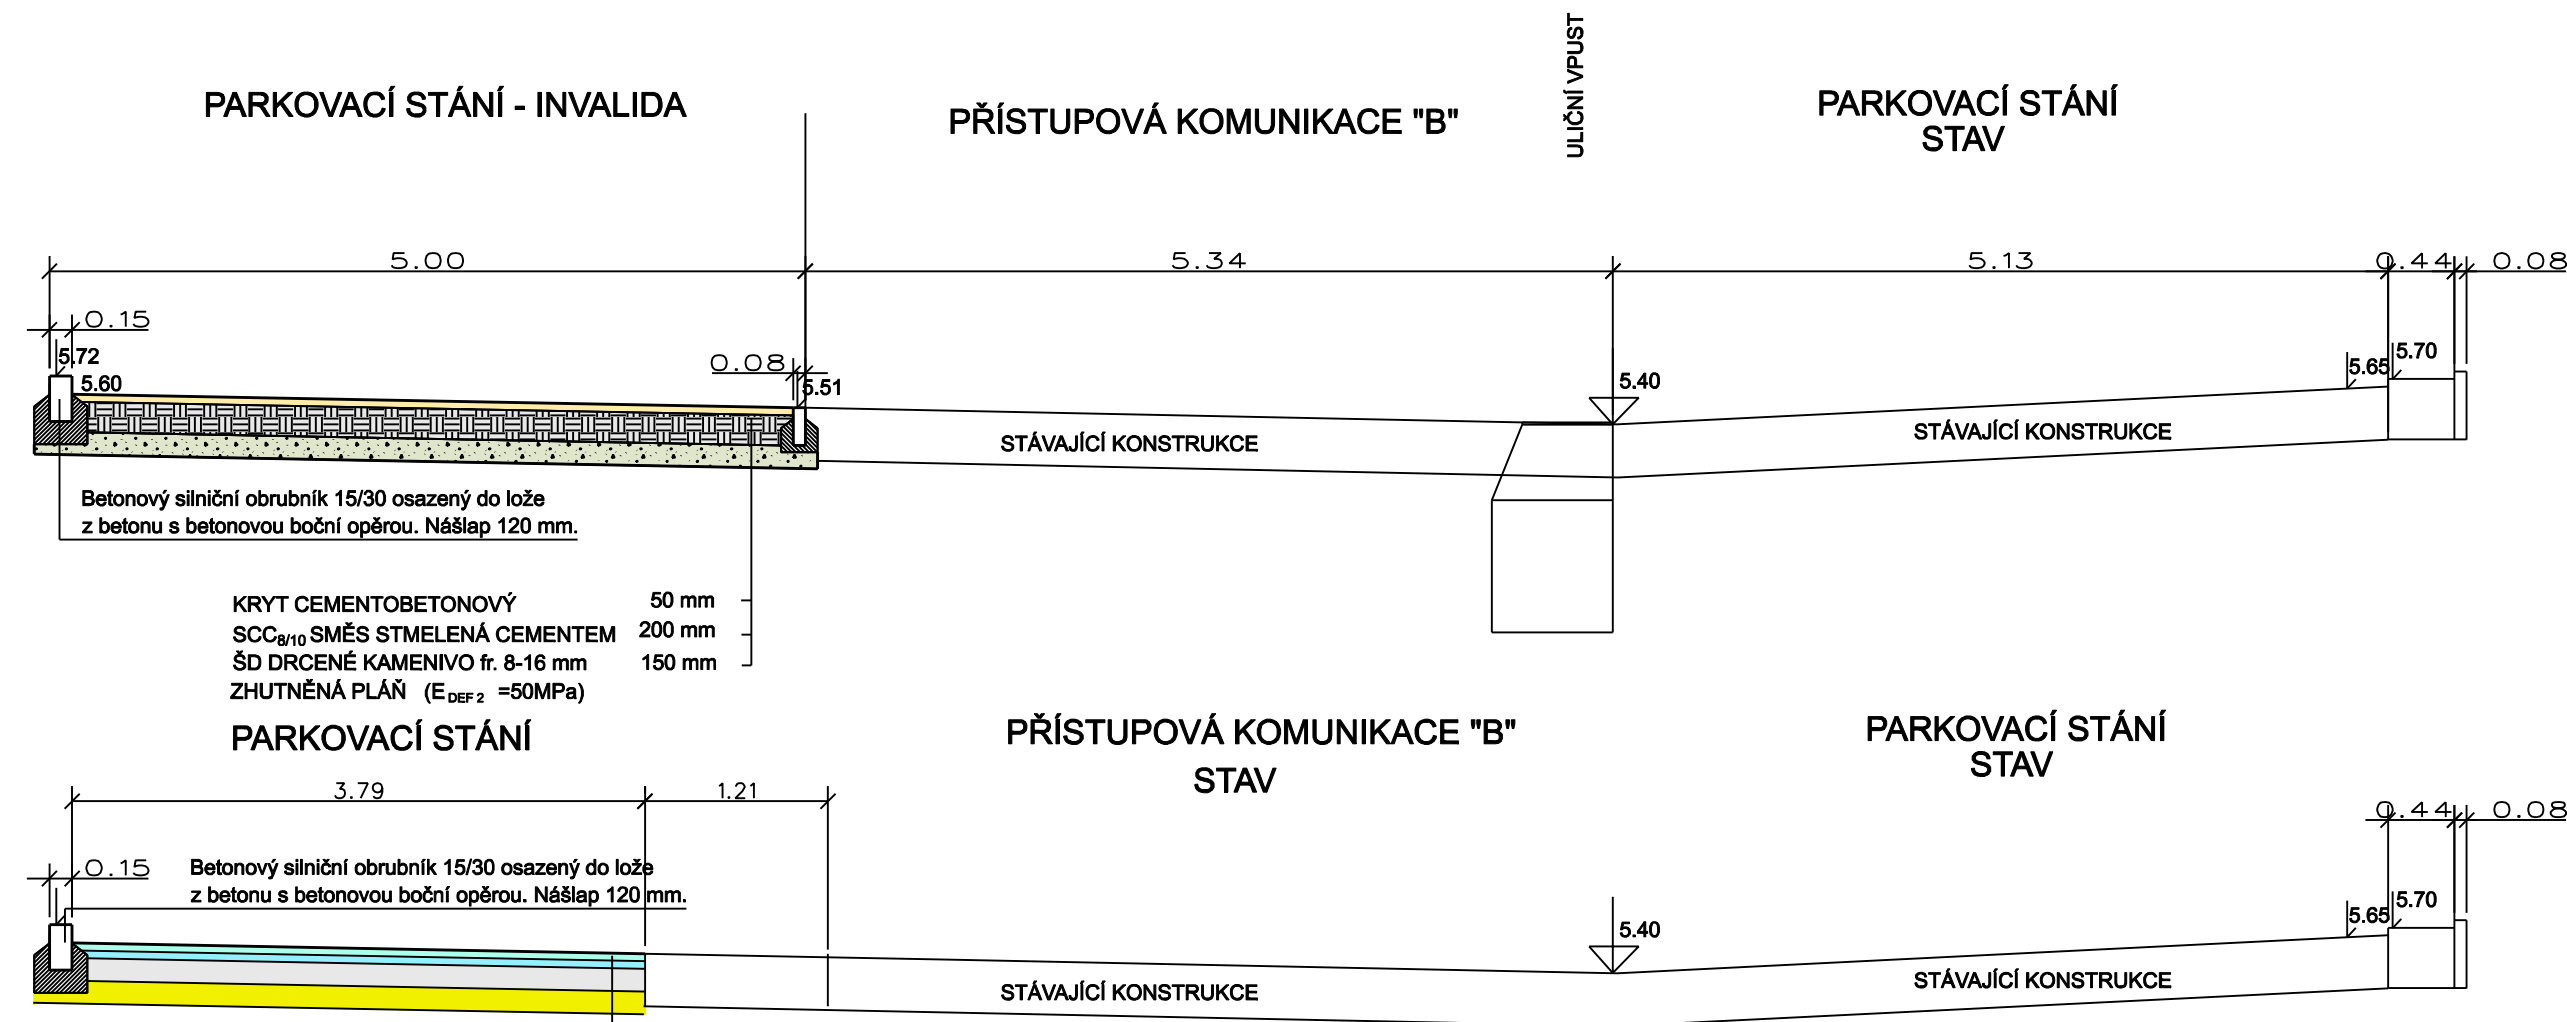 ULIČNÍ VPUST
PARKOVACÍ STÁNÍ - INVALIDA
PŘÍSTUPOVÁ KOMUNIKACE "B"
PARKOVACÍ STÁNÍ
STAV
5.00
5.34
5.13
0.44
0.08
0.15
5.72
5.60
0.08
5.51
5.40
5.65
5.70
STÁVAJÍCÍ KONSTRUKCE
STÁVAJÍCÍ KONSTRUKCE
Betonový silniční obrubník 15/30 osazený do lože
z betonu s betonovou boční opěrou. Nášlap 120 mm.
KRYT CEMENTOBETONOVÝ 50 mm
SCC8/10 SMĚS STMELENÁ CEMENTEM 200 mm
ŠD DRCENÉ KAMENIVO fr. 8-16 mm 150 mm
ZHUTNĚNÁ PLÁŇ (E DEF 2 =50MPa)
PARKOVACÍ STÁNÍ
PŘÍSTUPOVÁ KOMUNIKACE "B"
STAV
PARKOVACÍ STÁNÍ
STAV
3.79
1.21
0.44
0.08
0.15
Betonový silniční obrubník 15/30 osazený do lože
z betonu s betonovou boční opěrou. Nášlap 120 mm.
5.40
5.65
5.70
STÁVAJÍCÍ KONSTRUKCE
STÁVAJÍCÍ KONSTRUKCE